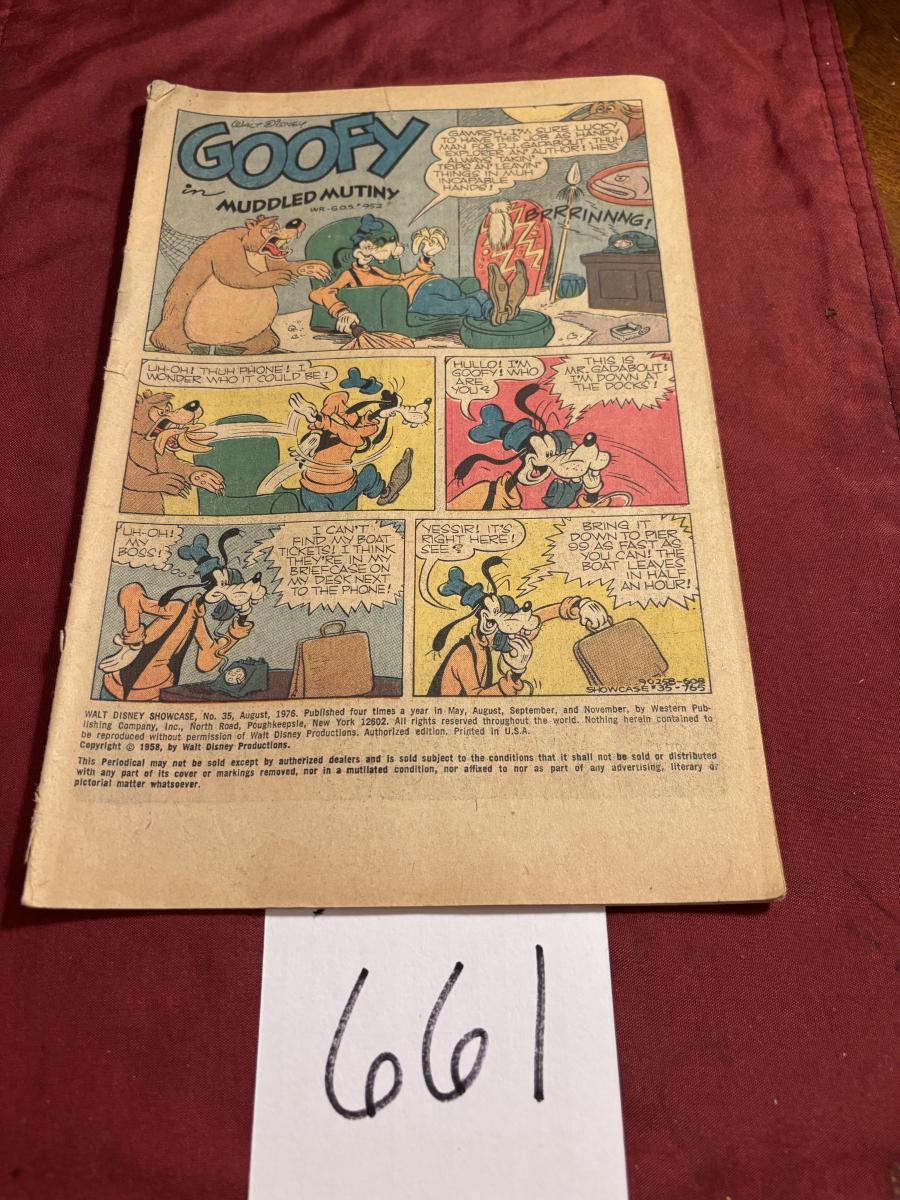 WALT DISNEY
GOOFY
in
MUDDLED MUTINY
WR.-G.O.S. #952
GAWRSH, I'M SURE LUCKY
TO HAVE THIS JOB AS HANDY
MAN FOR P.J. GADABOUT, THUH
EXPLORER AN' AUTHOR! HE'S
ALWAYS TAKIN'
TRIPS AN' LEAVIN'
THINGS IN MUH
INCAPABLE
HANDS!
BRRRINNNG!
UH-OH! THUH PHONE! I
WONDER WHO IT COULD BE!
HULLO! I'M
GOOFY! WHO
ARE
YOU?
THIS IS
MR. GADABOUT!
I'M DOWN AT
THE DOCKS!
UH-OH!
MY
BOSS!
I CAN'T
FIND MY BOAT
TICKETS! I THINK
THEY'RE IN MY
BRIEFCASE ON
MY DESK NEXT
TO THE PHONE!
YESSIR! IT'S
RIGHT HERE!
SEE?
BRING IT
DOWN TO PIER
99 AS FAST AS
YOU CAN! THE
BOAT LEAVES
IN HALF
AN HOUR!
90258-608
SHOWCASE #35-765
WALT DISNEY SHOWCASE, No. 35, August, 1976. Published four times a year in May, August, September, and November, by Western Pub-
lishing Company, Inc., North Road, Poughkeepsie, New York 12602. All rights reserved throughout the world. Nothing herein contained to
be reproduced without permission of Walt Disney Productions. Authorized edition. Printed in U.S.A.
Copyright © 1958, by Walt Disney Productions.
This Periodical may not be sold except by authorized dealers and is sold subject to the conditions that it shall not be sold or distributed
with any part of its cover or markings removed, nor in a mutilated condition, nor affixed to nor as part of any advertising, literary or
pictorial matter whatsoever.
661